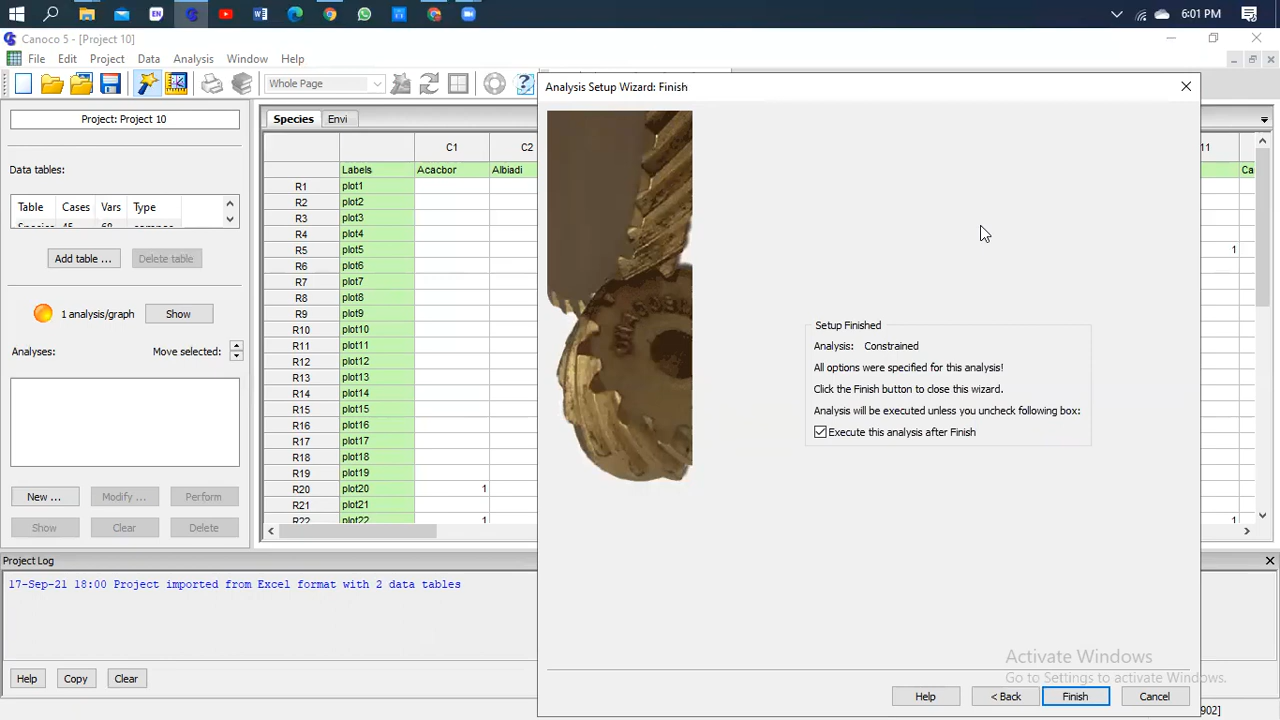 EN
6:01 PM
Canoco 5 - [Project 10]
File Edit Project Data Analysis Window Help
Whole Page
Project: Project 10
Data tables:
Table Cases Vars Type
Add table ... Delete table
1 analysis/graph Show
Analyses: Move selected:
New ... Modify ... Perform
Show Clear Delete
Species Envi
C1 C2
Labels Acacbor Albiadi
R1 plot1
R2 plot2
R3 plot3
R4 plot4
R5 plot5
R6 plot6
R7 plot7
R8 plot8
R9 plot9
R10 plot10
R11 plot11
R12 plot12
R13 plot13
R14 plot14
R15 plot15
R16 plot16
R17 plot17
R18 plot18
R19 plot19
R20 plot20 1
R21 plot21
R22 plot22 1
11
Ca
1
1
Analysis Setup Wizard: Finish
Setup Finished
Analysis: Constrained
All options were specified for this analysis!
Click the Finish button to close this wizard.
Analysis will be executed unless you uncheck following box:
Execute this analysis after Finish
Help < Back Finish Cancel
Project Log
17-Sep-21 18:00 Project imported from Excel format with 2 data tables
Help Copy Clear
Activate Windows
Go to Settings to activate Windows.
902]